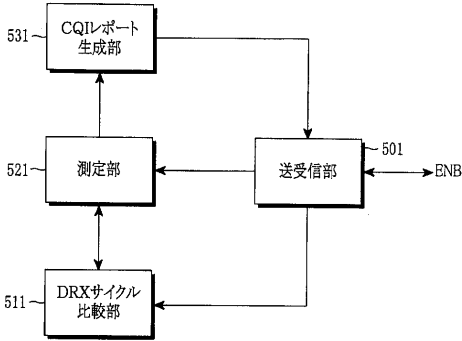 531
CQIレポート
生成部
521
測定部
送受信部
501
ENB
511
DRXサイクル
比較部